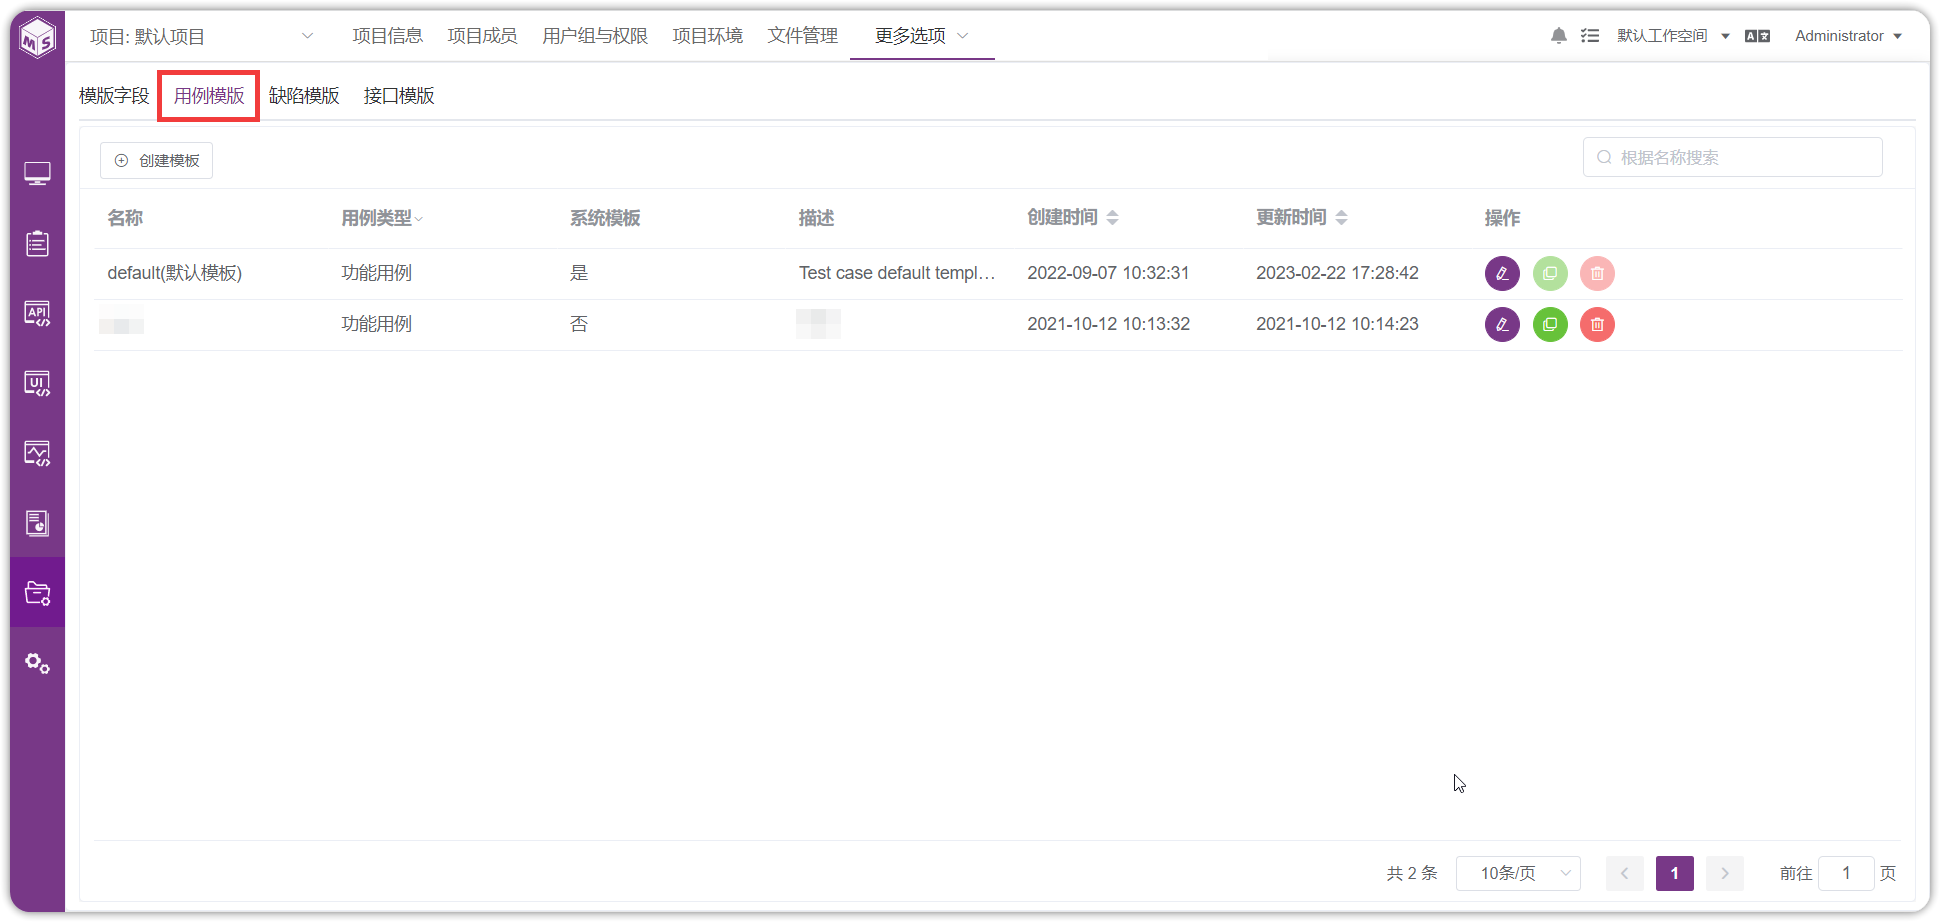 MS
项目: 默认项目
项目信息 项目成员 用户组与权限 项目环境 文件管理 更多选项
默认工作空间 A文 Administrator
模版字段 用例模版 缺陷模版 接口模版
创建模板
根据名称搜索
名称 用例类型 系统模板 描述 创建时间 更新时间 操作
default(默认模板) 功能用例 是 Test case default templ... 2022-09-07 10:32:31 2023-02-22 17:28:42
功能用例 否 2021-10-12 10:13:32 2021-10-12 10:14:23
API
UI
共 2 条 10条/页 1 前往 1 页